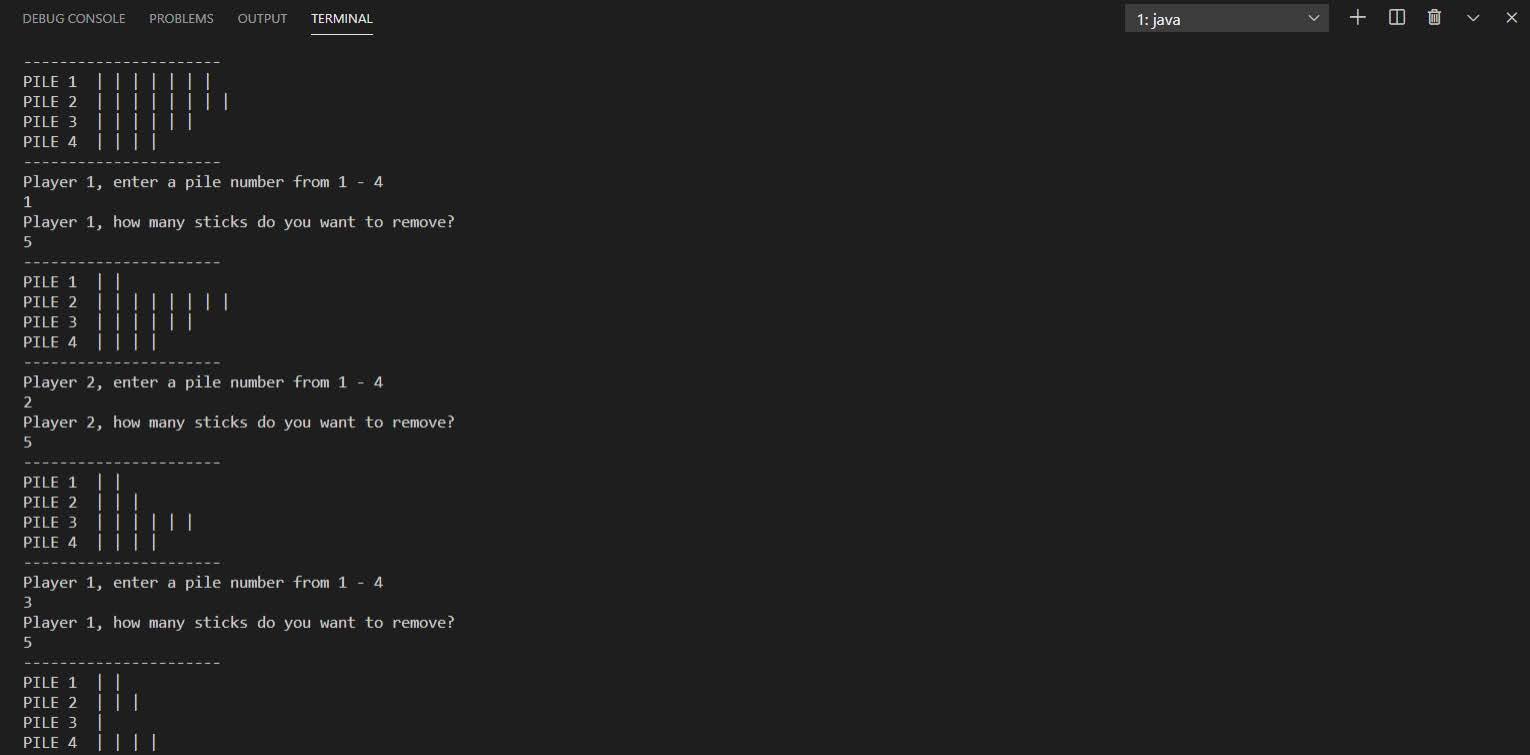 DEBUG CONSOLE PROBLEMS OUTPUT TERMINAL 1: java
----------------------
PILE 1  | | | | | | |
PILE 2  | | | | | | | |
PILE 3  | | | | | |
PILE 4  | | | |
----------------------
Player 1, enter a pile number from 1 - 4
1
Player 1, how many sticks do you want to remove?
5
----------------------
PILE 1  | |
PILE 2  | | | | | | | |
PILE 3  | | | | | |
PILE 4  | | | |
----------------------
Player 2, enter a pile number from 1 - 4
2
Player 2, how many sticks do you want to remove?
5
----------------------
PILE 1  | |
PILE 2  | | |
PILE 3  | | | | | |
PILE 4  | | | |
----------------------
Player 1, enter a pile number from 1 - 4
3
Player 1, how many sticks do you want to remove?
5
----------------------
PILE 1  | |
PILE 2  | | |
PILE 3  |
PILE 4  | | | |